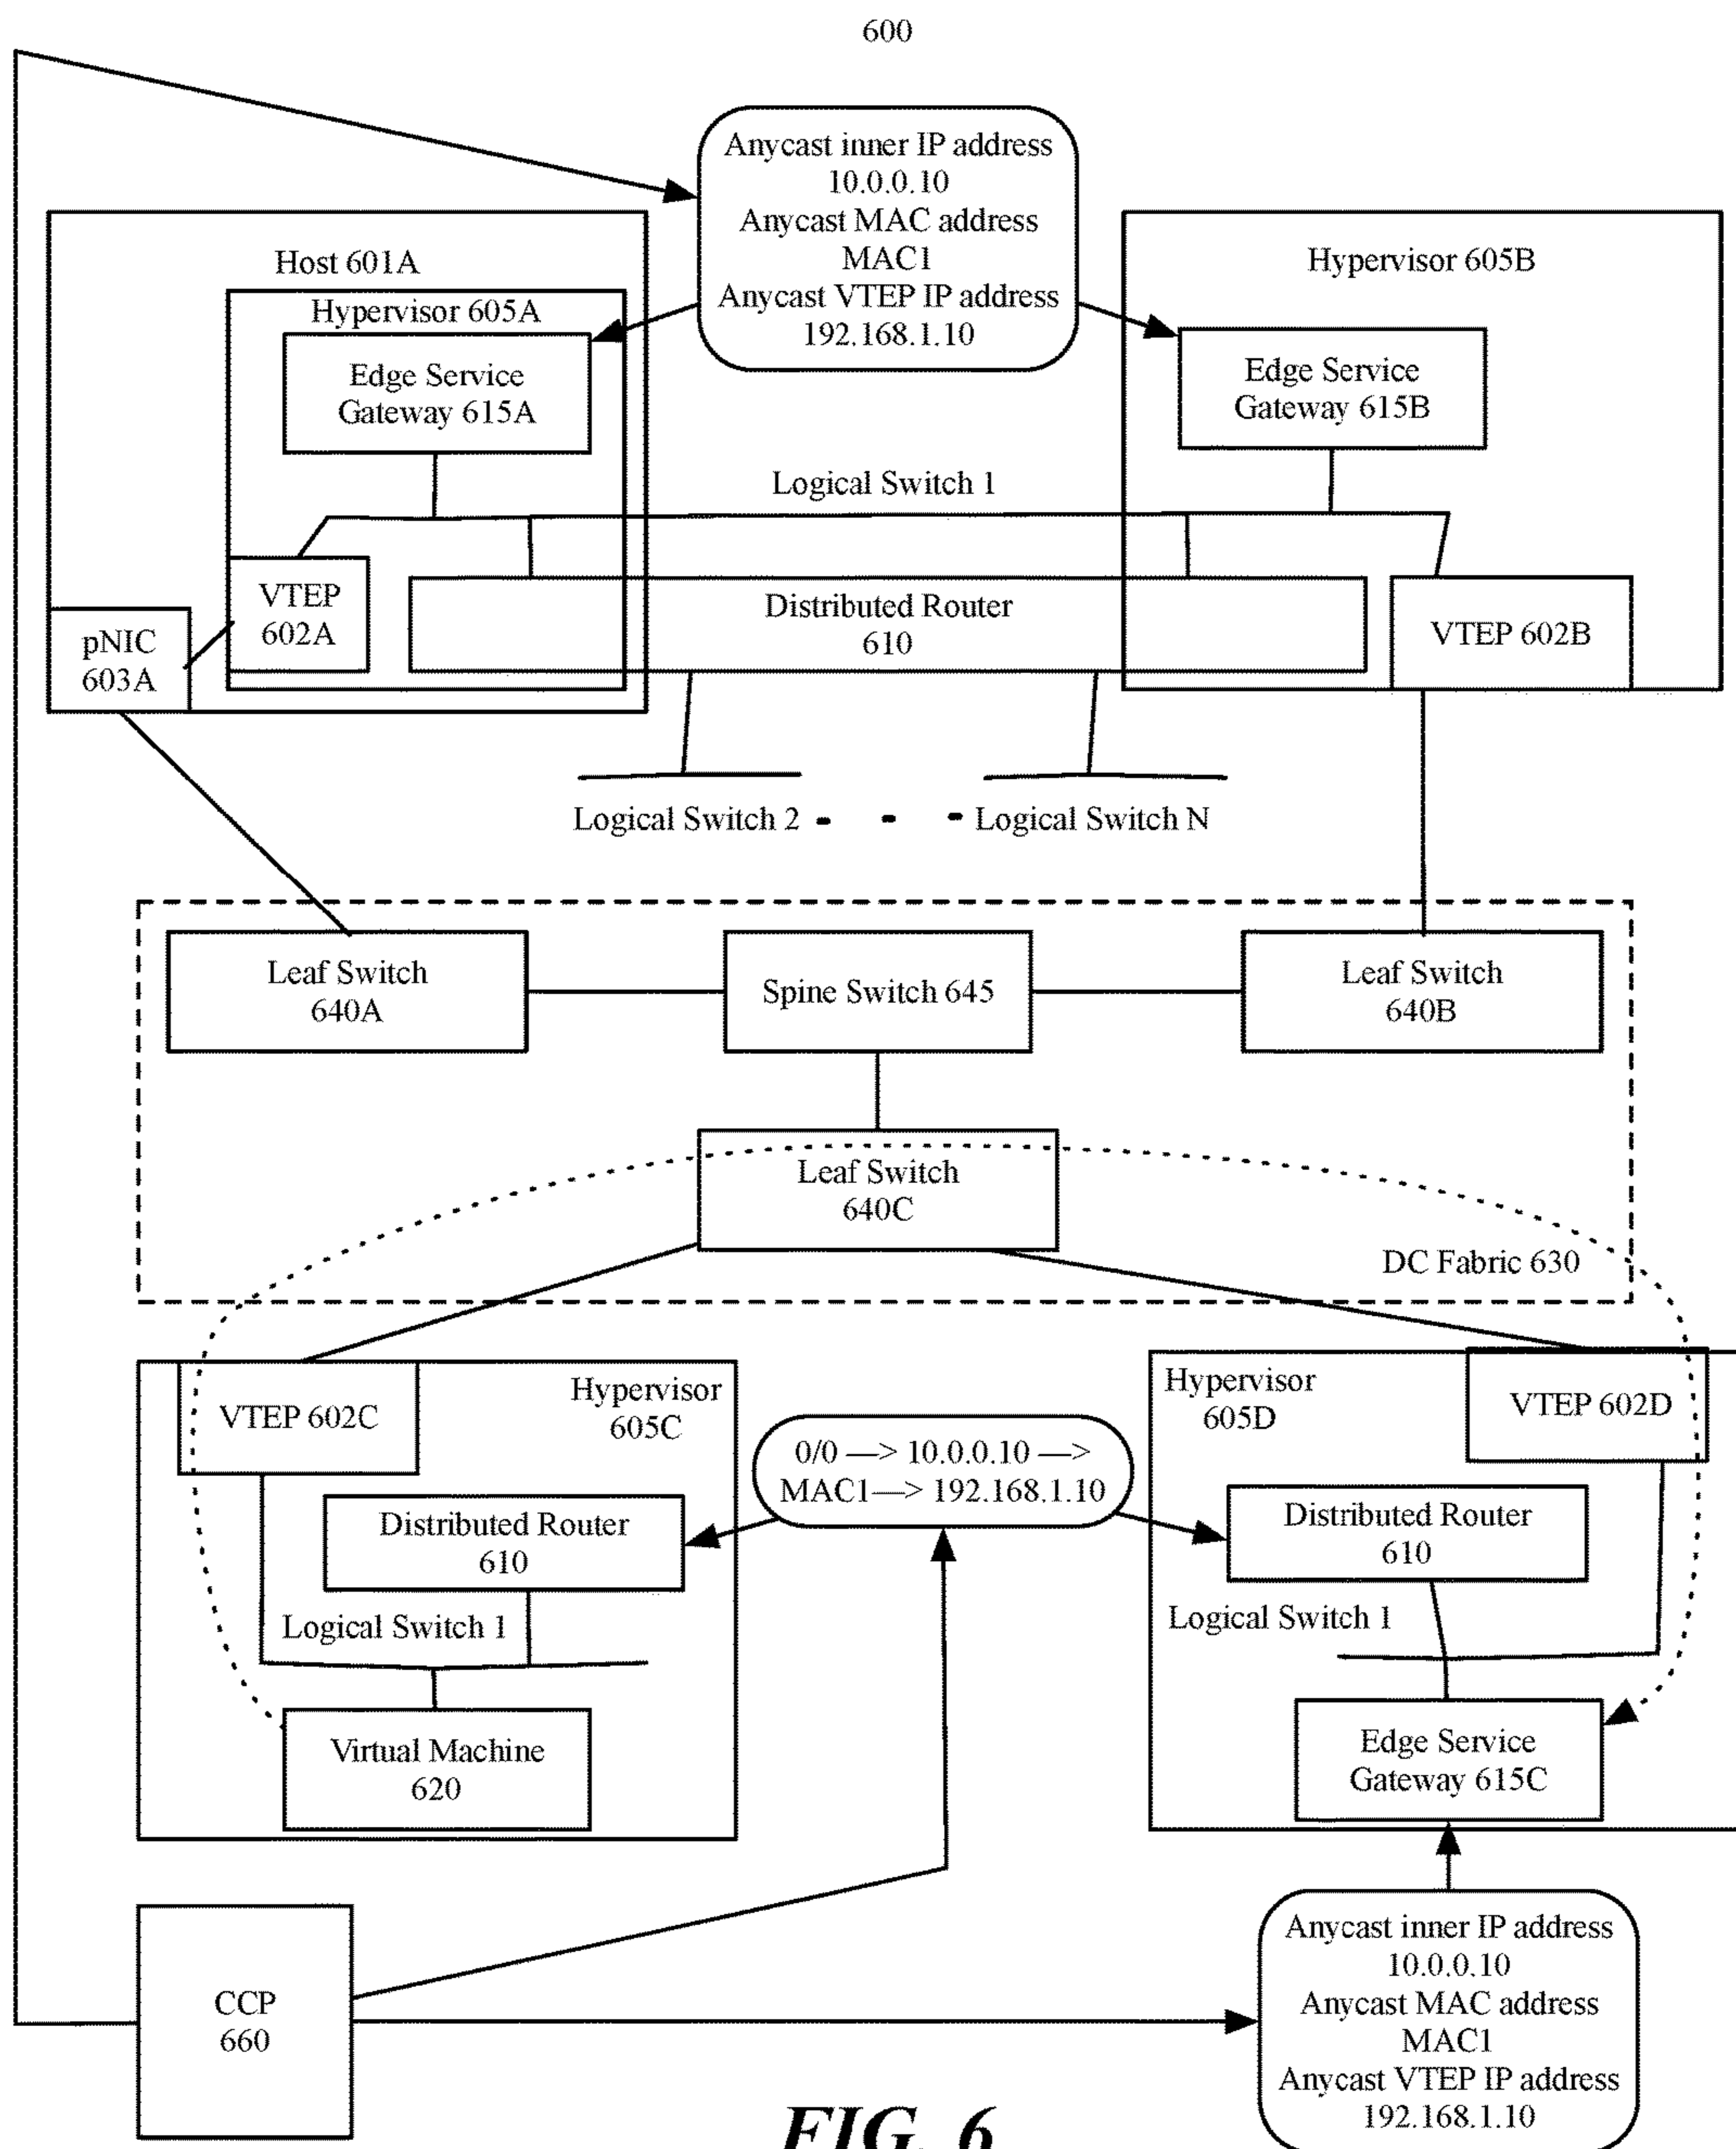 600
Anycast inner IP address
10.0.0.10
Anycast MAC address
MAC1
Anycast VTEP IP address
192.168.1.10
Host 601A
Hypervisor 605A
Edge Service
Gateway 615A
Hypervisor 605B
Edge Service
Gateway 615B
Logical Switch 1
VTEP
602A
pNIC
603A
Distributed Router
610
VTEP 602B
Logical Switch 2
Logical Switch N
Leaf Switch
640A
Spine Switch 645
Leaf Switch
640B
Leaf Switch
640C
DC Fabric 630
VTEP 602C
Hypervisor
605C
Distributed Router
610
Logical Switch 1
Virtual Machine
620
0/0 —> 10.0.0.10 —>
MAC1—> 192.168.1.10
Hypervisor
605D
VTEP 602D
Distributed Router
610
Logical Switch 1
Edge Service
Gateway 615C
CCP
660
Anycast inner IP address
10.0.0.10
Anycast MAC address
MAC1
Anycast VTEP IP address
192.168.1.10
FIG. 6